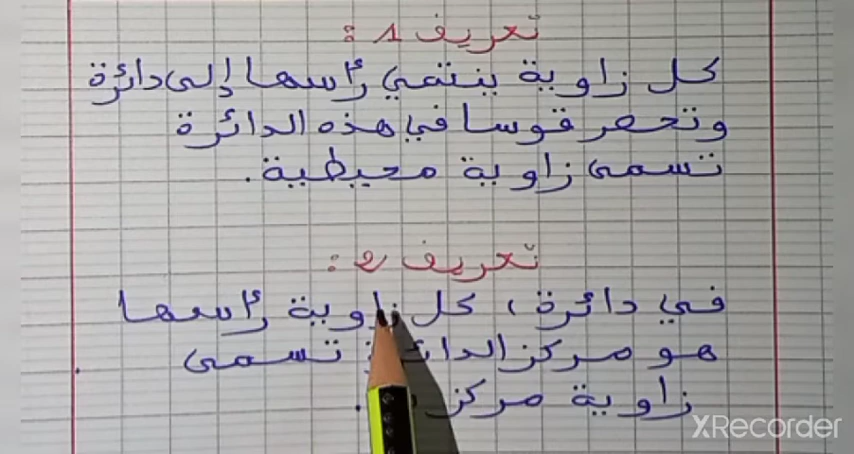 تعريف 1:
كل زاوية ينتمي رأسها إلى دائرة
وتحصر قوسا في هذه الدائرة
تسمى زاوية محيطية.
تعريف 2:
في دائرة، كل زاوية رأسها
هو مركز الدائرة تسمى
زاوية
XRecorder